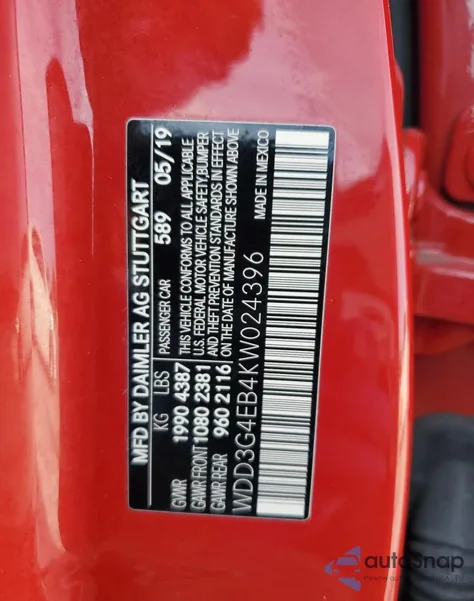 MFD BY DAIMLER AG STUTTGART
PASSENGER CAR 589 05/19
KG LBS
GVWR 1990 4387
GAWR FRONT 1080 2381
GAWR REAR 960 2116
THIS VEHICLE CONFORMS TO ALL APPLICABLE
U.S. FEDERAL MOTOR VEHICLE SAFETY,BUMPER
AND THEFT PREVENTION STANDARDS IN EFFECT
ON THE DATE OF MANUFACTURE SHOWN ABOVE
MADE IN MEXICO
WDD3G4EB4KW024396
autoSnap